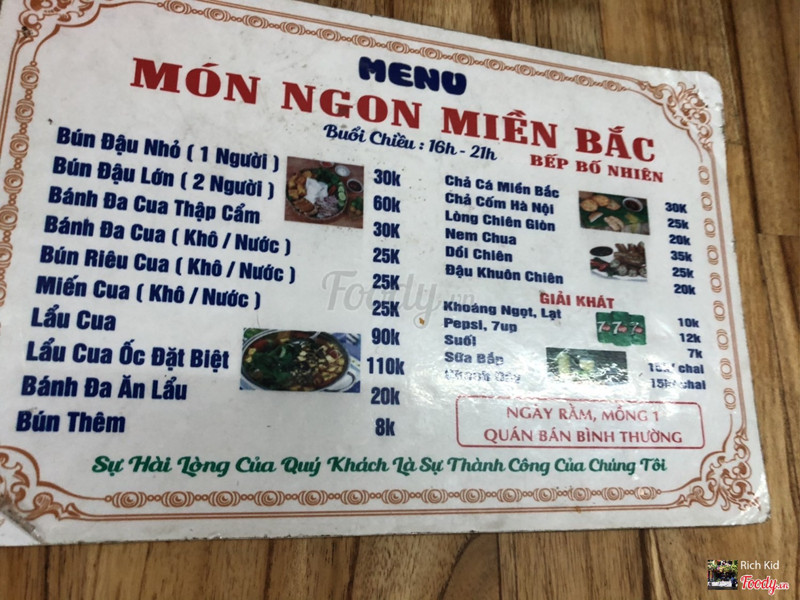 MENU
MÓN NGON MIỀN BẮC
Buổi Chiều : 16h - 21h
BẾP BỐ NHIÊN
Bún Đậu Nhỏ ( 1 Người ) 30k
Bún Đậu Lớn ( 2 Người ) 60k
Bánh Đa Cua Thập Cẩm 30K
Bánh Đa Cua ( Khô / Nước ) 25K
Bún Riêu Cua ( Khô / Nước ) 25K
Miến Cua ( Khô / Nước ) 25K
Lẩu Cua 90k
Lẩu Cua Ốc Đặt Biệt 110k
Bánh Đa Ăn Lẩu 20k
Bún Thêm 8k
Chả Cá Miền Bắc 30K
Chả Cốm Hà Nội 25k
Lòng Chiên Giòn 20k
Nem Chua 35k
Dồi Chiên 25k
Đậu Khuôn Chiên 20k
GIẢI KHÁT
Khoáng Ngọt, Lạt 10k
Pepsi, 7up 12k
Suối 7k
Sữa Bắp 15k/ chai
15k/ chai
NGÀY RẰM, MỒNG 1
QUÁN BÁN BÌNH THƯỜNG
Sự Hài Lòng Của Quý Khách Là Sự Thành Công Của Chúng Tôi
Foody.vn
Rich Kid
Foody.vn